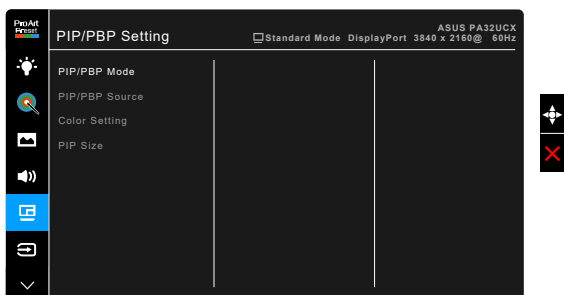 ProArt
Preset
PIP/PBP Setting
ASUS PA32UCX
Standard Mode DisplayPort 3840 x 2160@ 60Hz
PIP/PBP Mode
PIP/PBP Source
Color Setting
PIP Size